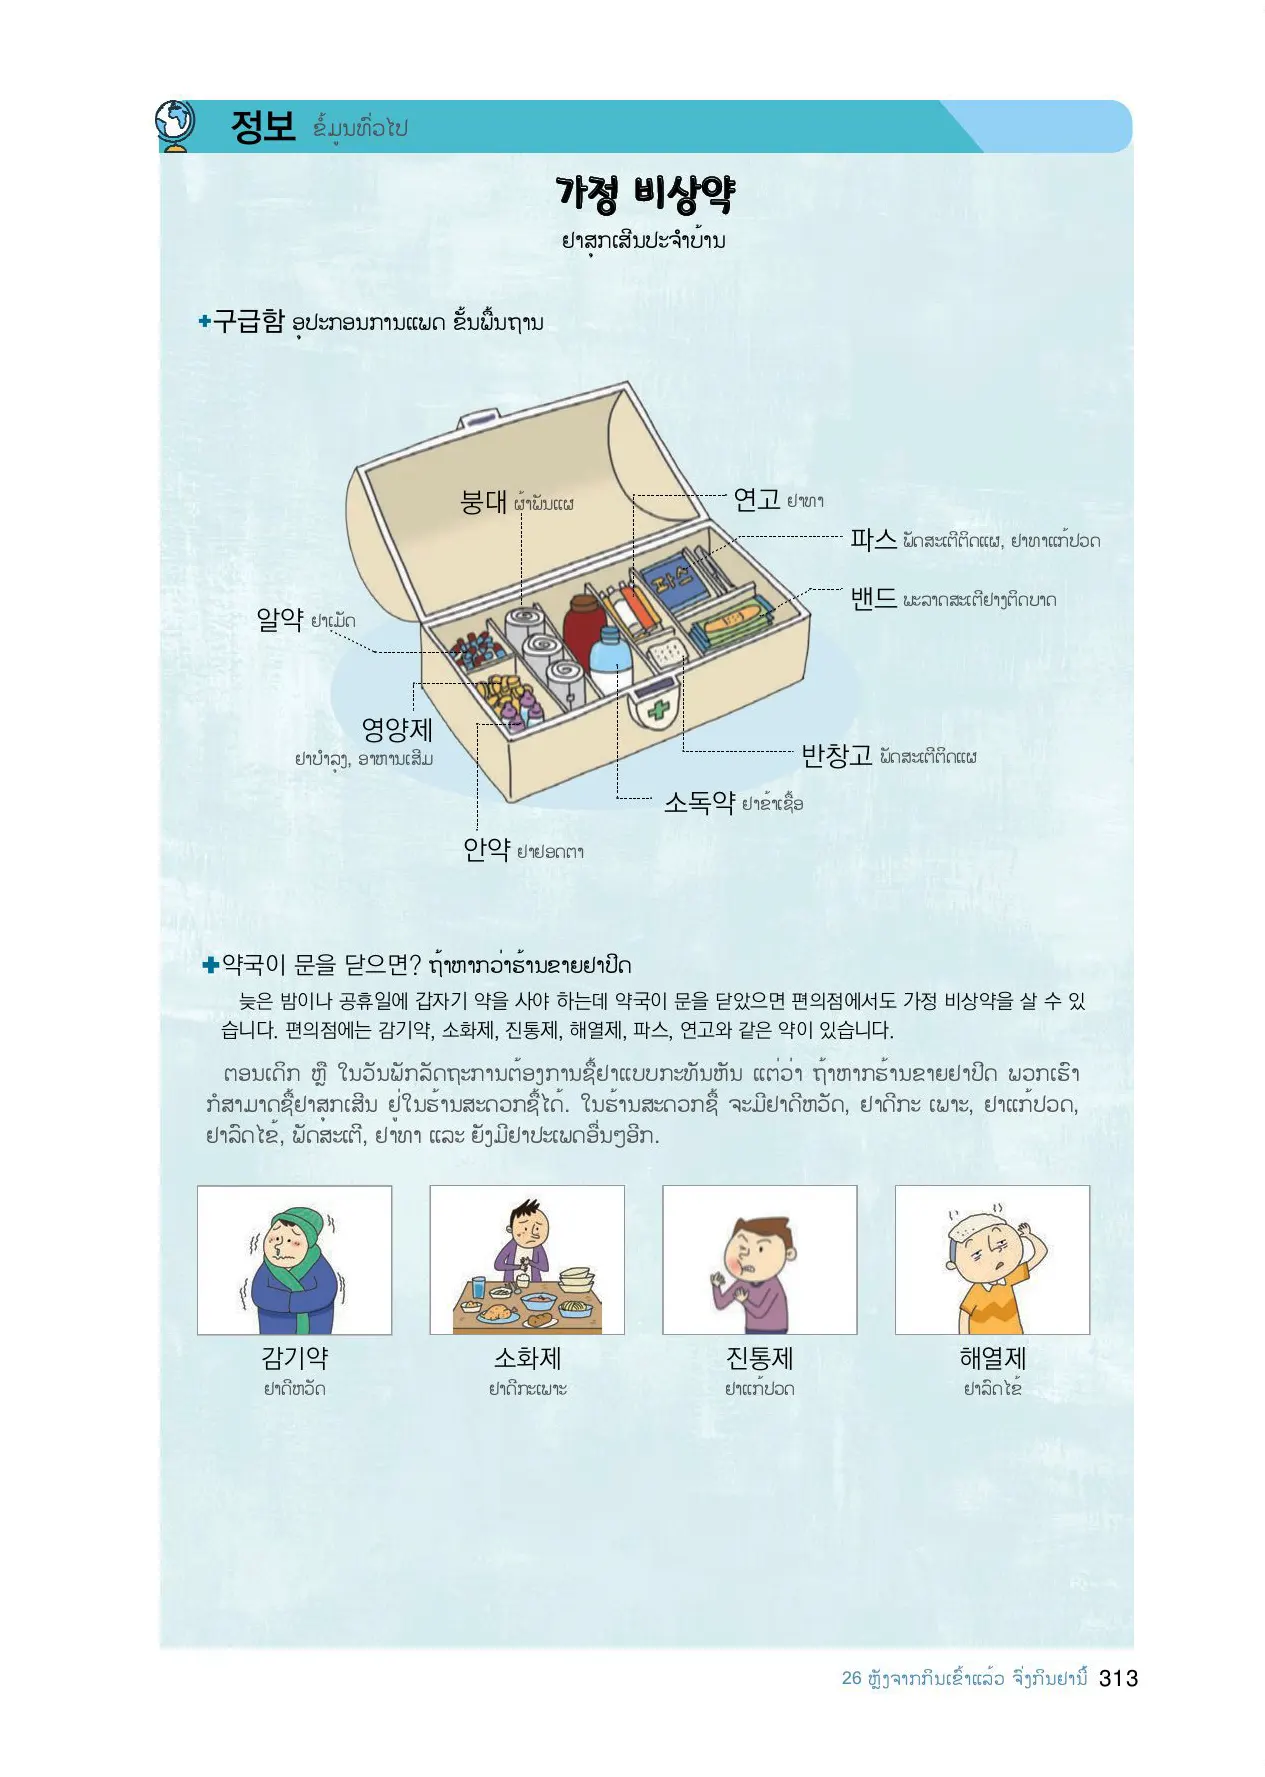 정보 ຂໍ້ມູນທົ່ວໄປ
가정 비상약
ຢາສຸກເສີນປະຈຳບ້ານ
+구급함 ອຸປະກອນການແພດ ຂັ້ນພື້ນຖານ
붕대 ຜ້າພັນແຜ
연고 ຢາທາ
파스 ພັດສະເຕີຕິດແຜ, ຢາທາແກ້ປວດ
파스
밴드 ພະລາດສະເຕີຢາງຕິດບາດ
알약 ຢາເມັດ
영양제
ຢາບຳລຸງ, ອາຫານເສີມ
반창고 ພັດສະເຕີຕິດແຜ
소독약 ຢາຂ້າເຊື້ອ
안약 ຢາຢອດຕາ
+약국이 문을 닫으면? ຖ້າຫາກວ່າຮ້ານຂາຍຢາປິດ
늦은 밤이나 공휴일에 갑자기 약을 사야 하는데 약국이 문을 닫았으면 편의점에서도 가정 비상약을 살 수 있
습니다. 편의점에는 감기약, 소화제, 진통제, 해열제, 파스, 연고와 같은 약이 있습니다.
ຕອນເດິກ ຫຼື ໃນວັນພັກລັດຖະການຕ້ອງການຊື້ຢາແບບກະທັນຫັນ ແຕ່ວ່າ ຖ້າຫາກຮ້ານຂາຍຢາປິດ ພວກເຮົາ
ກໍສາມາດຊື້ຢາສຸກເສີນ ຢູ່ໃນຮ້ານສະດວກຊື້ໄດ້. ໃນຮ້ານສະດວກຊື້ ຈະມີຢາດີຫວັດ, ຢາດີກະ ເພາະ, ຢາແກ້ປວດ,
ຢາລົດໄຂ້, ພັດສະເຕີ, ຢາທາ ແລະ ຍັງມີຢາປະເພດອື່ນໆອີກ.
감기약 소화제 진통제 해열제
ຢາດີຫວັດ ຢາດີກະເພາະ ຢາແກ້ປວດ ຢາລົດໄຂ້
26 ຫຼັງຈາກກິນເຂົ້າແລ້ວ ຈົ່ງກິນຢານີ້ 313